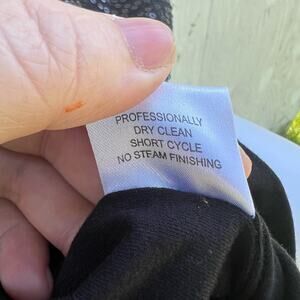 PROFESSIONALLY
DRY CLEAN
SHORT CYCLE
NO STEAM FINISHING